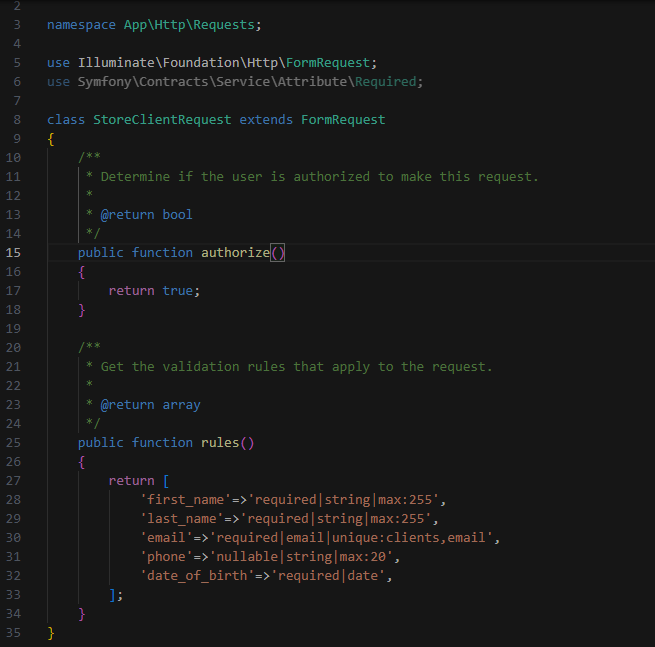 2
3 namespace App\Http\Requests;
4
5 use Illuminate\Foundation\Http\FormRequest;
6 use Symfony\Contracts\Service\Attribute\Required;
7
8 class StoreClientRequest extends FormRequest
9 {
10     /**
11      * Determine if the user is authorized to make this request.
12      *
13      * @return bool
14      */
15     public function authorize()
16     {
17         return true;
18     }
19
20     /**
21      * Get the validation rules that apply to the request.
22      *
23      * @return array
24      */
25     public function rules()
26     {
27         return [
28             'first_name'=>'required|string|max:255',
29             'last_name'=>'required|string|max:255',
30             'email'=>'required|email|unique:clients,email',
31             'phone'=>'nullable|string|max:20',
32             'date_of_birth'=>'required|date',
33         ];
34     }
35 }